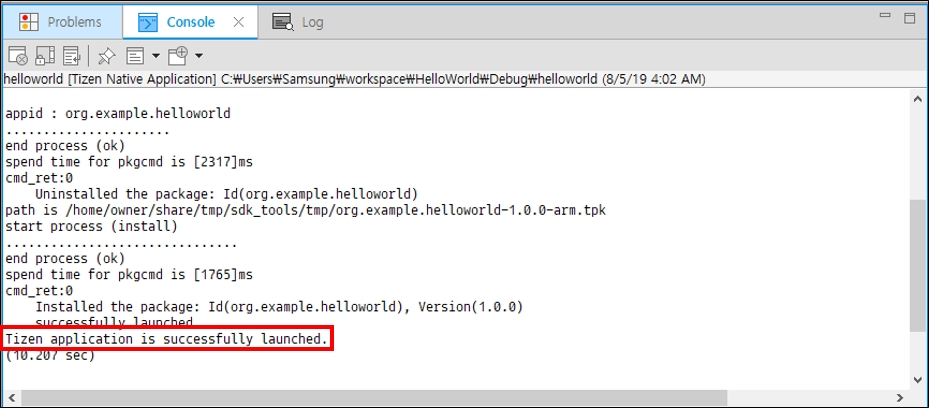 Problems Console Log
helloworld [Tizen Native Application] C:₩Users₩Samsung₩workspace₩HelloWorld₩Debug₩helloworld (8/5/19 4:02 AM)
appid : org.example.helloworld
......................
end process (ok)
spend time for pkgcmd is [2317]ms
cmd_ret:0
    Uninstalled the package: Id(org.example.helloworld)
path is /home/owner/share/tmp/sdk_tools/tmp/org.example.helloworld-1.0.0-arm.tpk
start process (install)
...............................
end process (ok)
spend time for pkgcmd is [1765]ms
cmd_ret:0
    Installed the package: Id(org.example.helloworld), Version(1.0.0)
    successfully launched
Tizen application is successfully launched.
(10.207 sec)